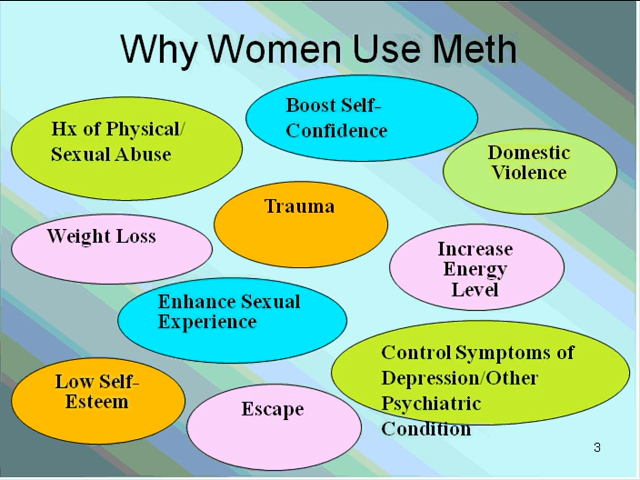 Why Women Use Meth
Boost Self-
Confidence
Hx of Physical/
Sexual Abuse
Domestic
Violence
Trauma
Weight Loss
Increase
Energy
Level
Enhance Sexual
Experience
Control Symptoms of
Depression/Other
Psychiatric
Condition
Low Self-
Esteem
Escape
3